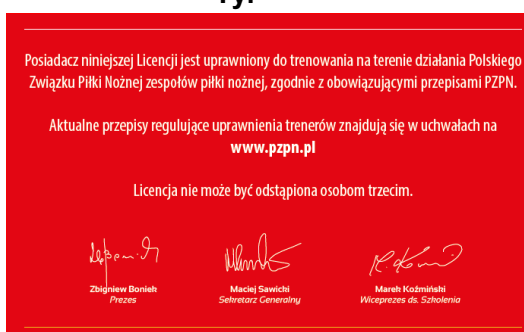 Posiadacz niniejszej Licencji jest uprawniony do trenowania na terenie działania Polskiego
Związku Piłki Nożnej zespołów piłki nożnej, zgodnie z obowiązującymi przepisami PZPN.
Aktualne przepisy regulujące uprawnienia trenerów znajdują się w uchwałach na
www.pzpn.pl
Licencja nie może być odstąpiona osobom trzecim.
Zbigniew Boniek
Prezes
Maciej Sawicki
Sekretarz Generalny
Marek Koźmiński
Wiceprezes ds. Szkolenia